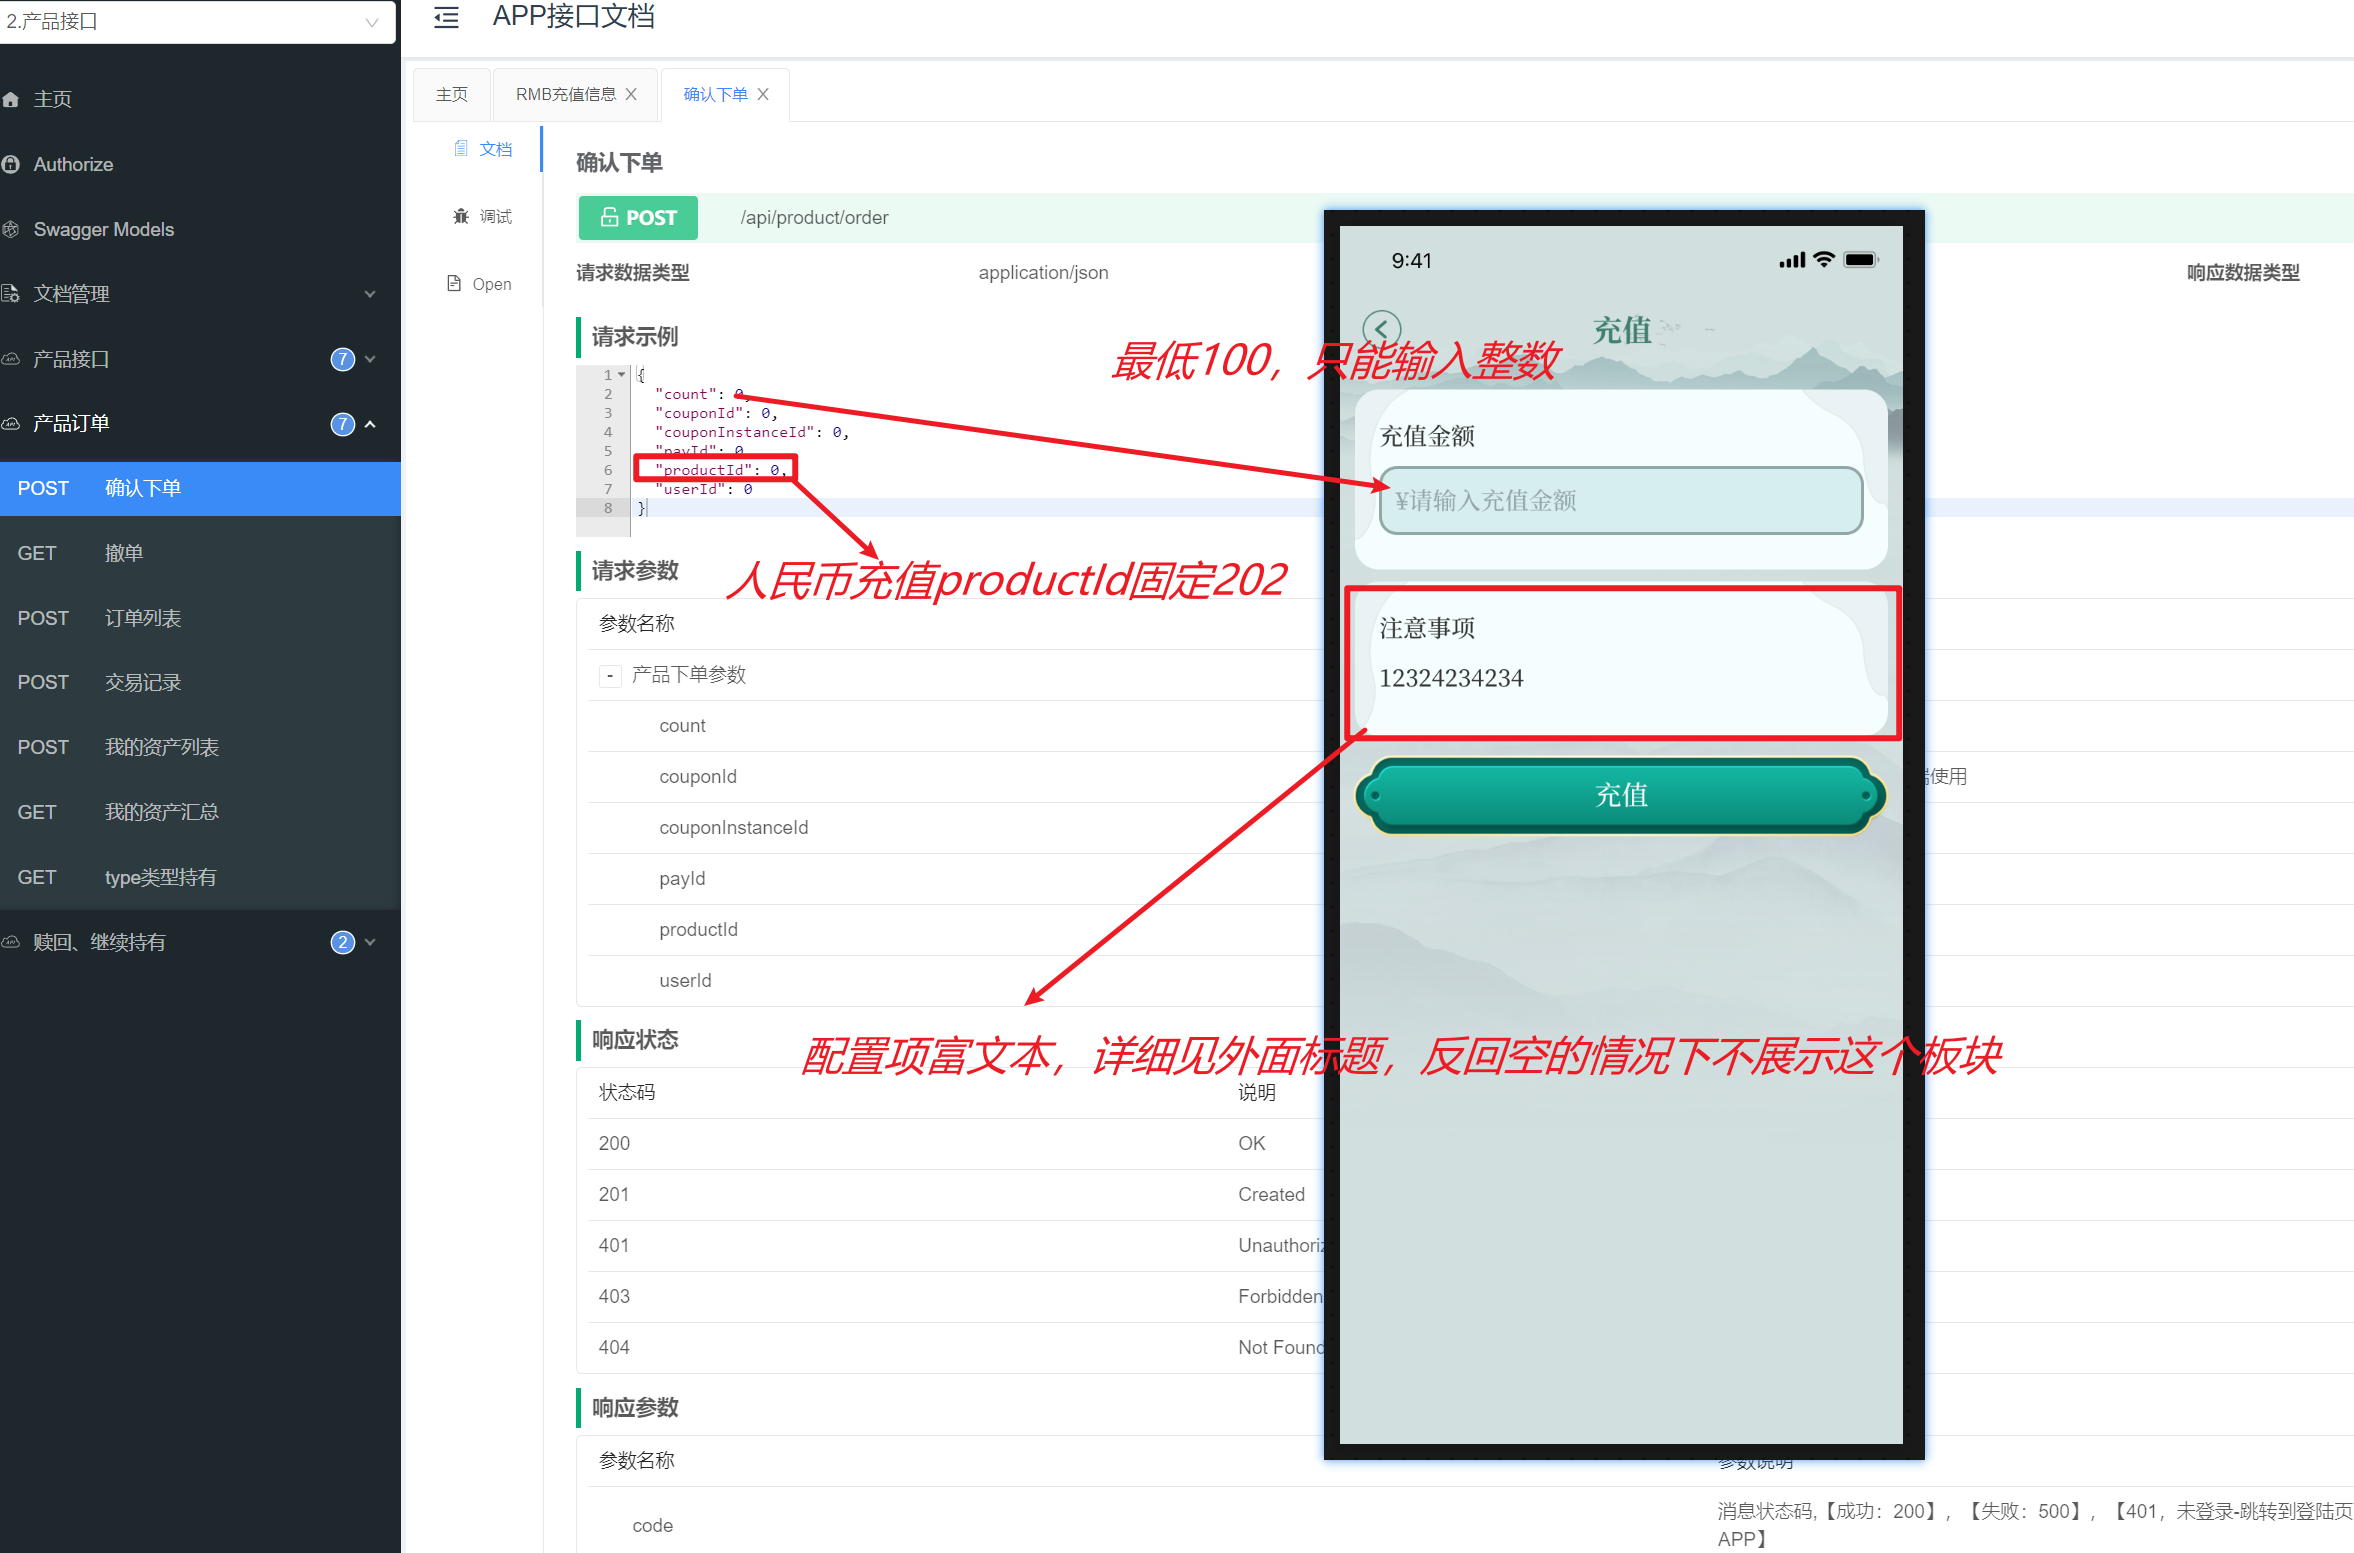 2.产品接口
APP接口文档
主页
Authorize
Swagger Models
文档管理
产品接口 7
产品订单 7
POST 确认下单
GET 撤单
POST 订单列表
POST 交易记录
POST 我的资产列表
GET 我的资产汇总
GET type类型持有
赎回、继续持有 2
主页 RMB充值信息 X 确认下单 X
文档
调试
Open
确认下单
POST /api/product/order
请求数据类型 application/json 响应数据类型
请求示例
1 {
2 "count": 0,
3 "couponId": 0,
4 "couponInstanceId": 0,
5 "payId": 0
6 "productId": 0,
7 "userId": 0
8 }
最低100，只能输入整数
人民币充值productId固定202
请求参数
参数名称
- 产品下单参数
count
couponId
使用
couponInstanceId
payId
productId
userId
9:41
充值
充值金额
¥请输入充值金额
注意事项
12324234234
充值
配置项富文本，详细见外面标题，反回空的情况下不展示这个板块
响应状态
状态码 说明
200 OK
201 Created
401 Unauthoriz
403 Forbidden
404 Not Found
响应参数
参数名称 参数说明
code
消息状态码,【成功：200】，【失败：500】，【401，未登录-跳转到登陆页
APP】